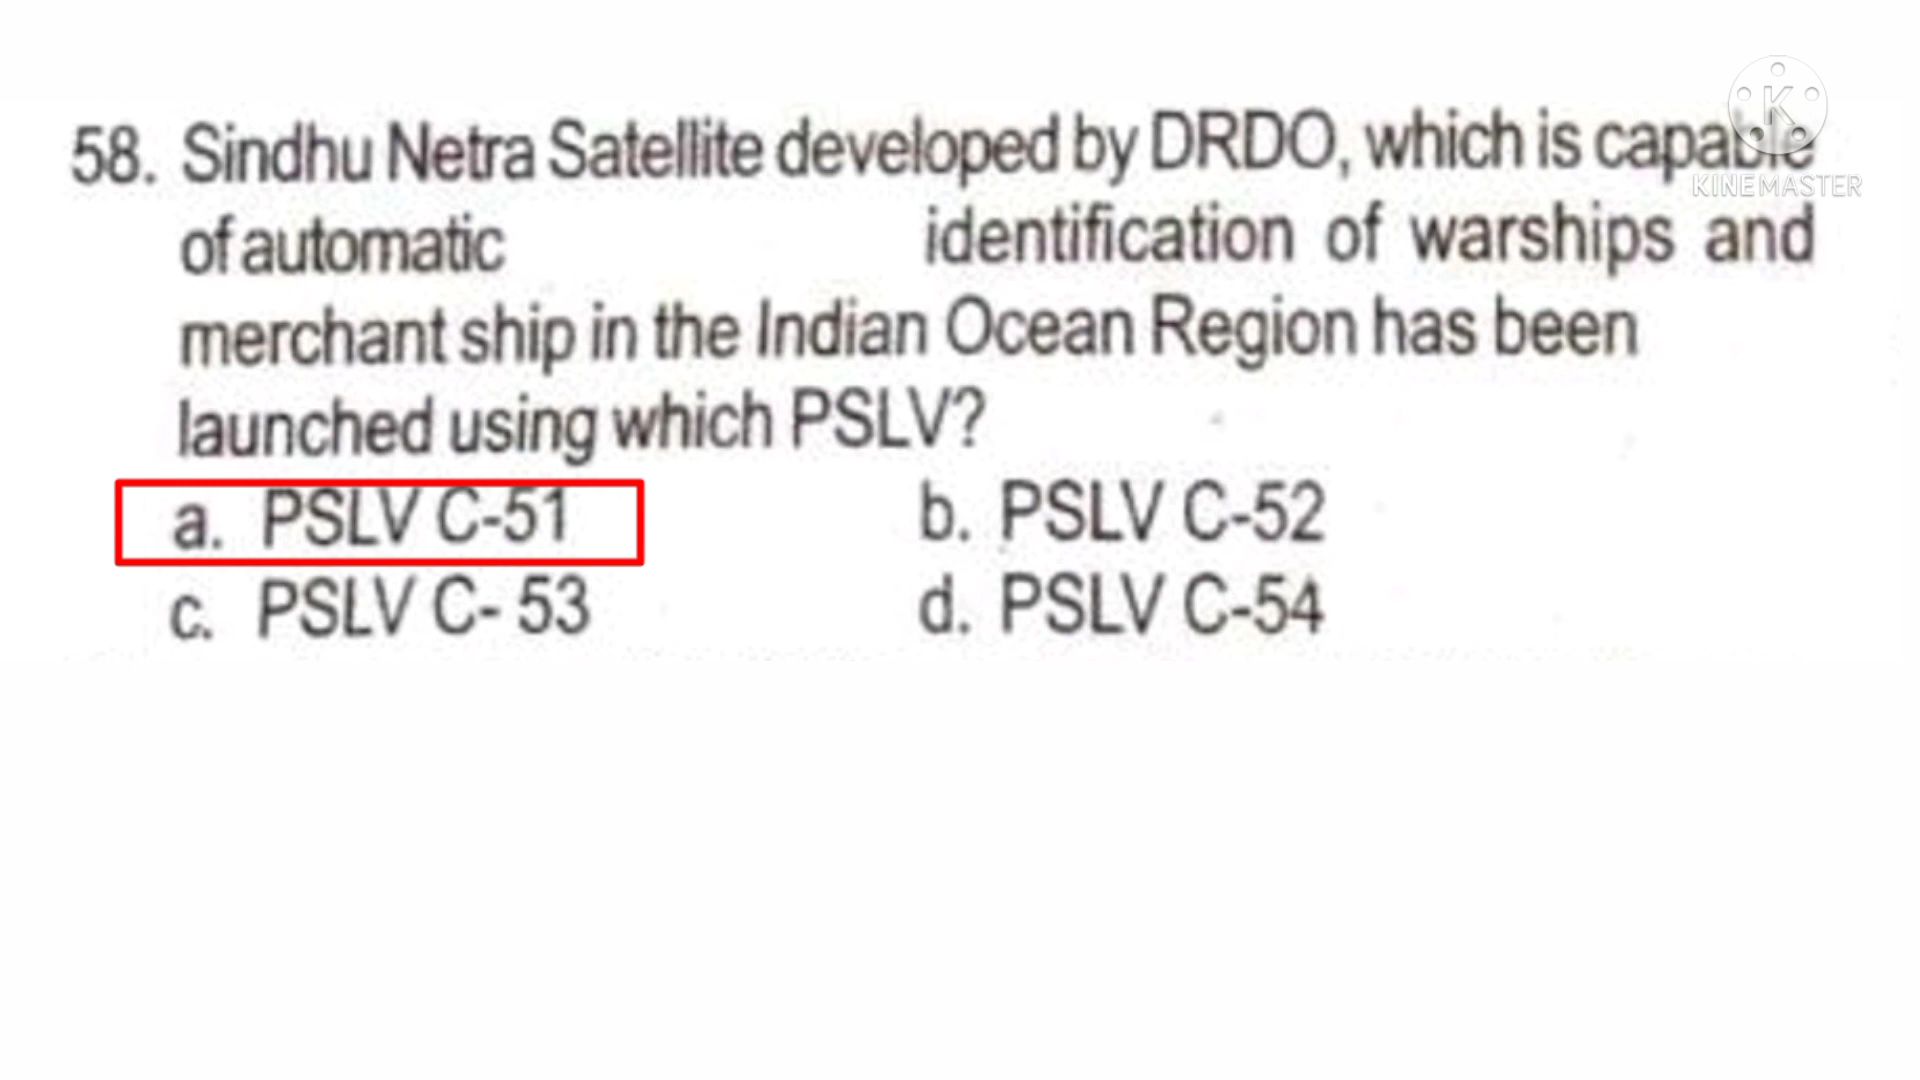 58. Sindhu Netra Satellite developed by DRDO, which is capable
of automatic identification of warships and
merchant ship in the Indian Ocean Region has been
launched using which PSLV?
a. PSLV C-51 b. PSLV C-52
c. PSLV C- 53 d. PSLV C-54
K
KINEMASTER